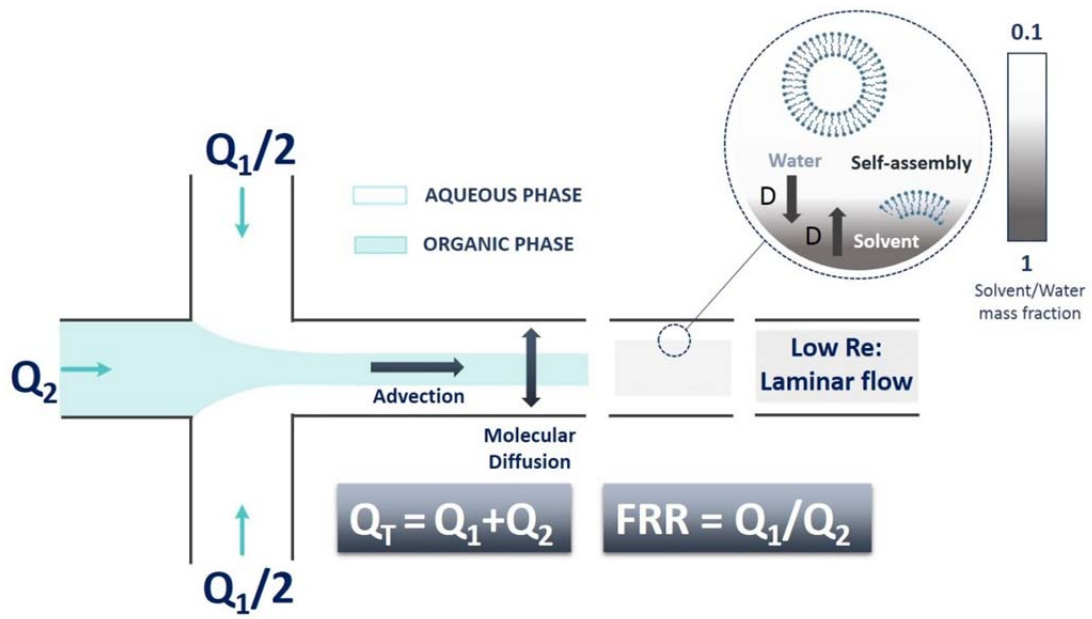 Q₁/2
AQUEOUS PHASE
ORGANIC PHASE
Q₂
Advection
Molecular
Diffusion
Low Re:
Laminar flow
Water
Self-assembly
D
D
Solvent
0.1
1
Solvent/Water
mass fraction
Q_T = Q₁+Q₂
FRR = Q₁/Q₂
Q₁/2